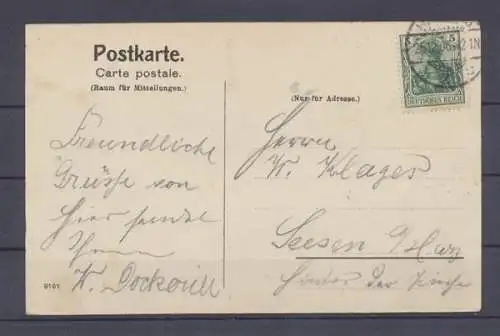 Postkarte.
Carte postale.
(Raum für Mitteilungen.)
(Nur für Adresse.)
5
DEUTSCHES REICH
Freundliche
Grüsse von
hier sendet
Ihnen
W.
Herrn
W. Klages
Seesen a/Harz
Hinter der Kirche
9101